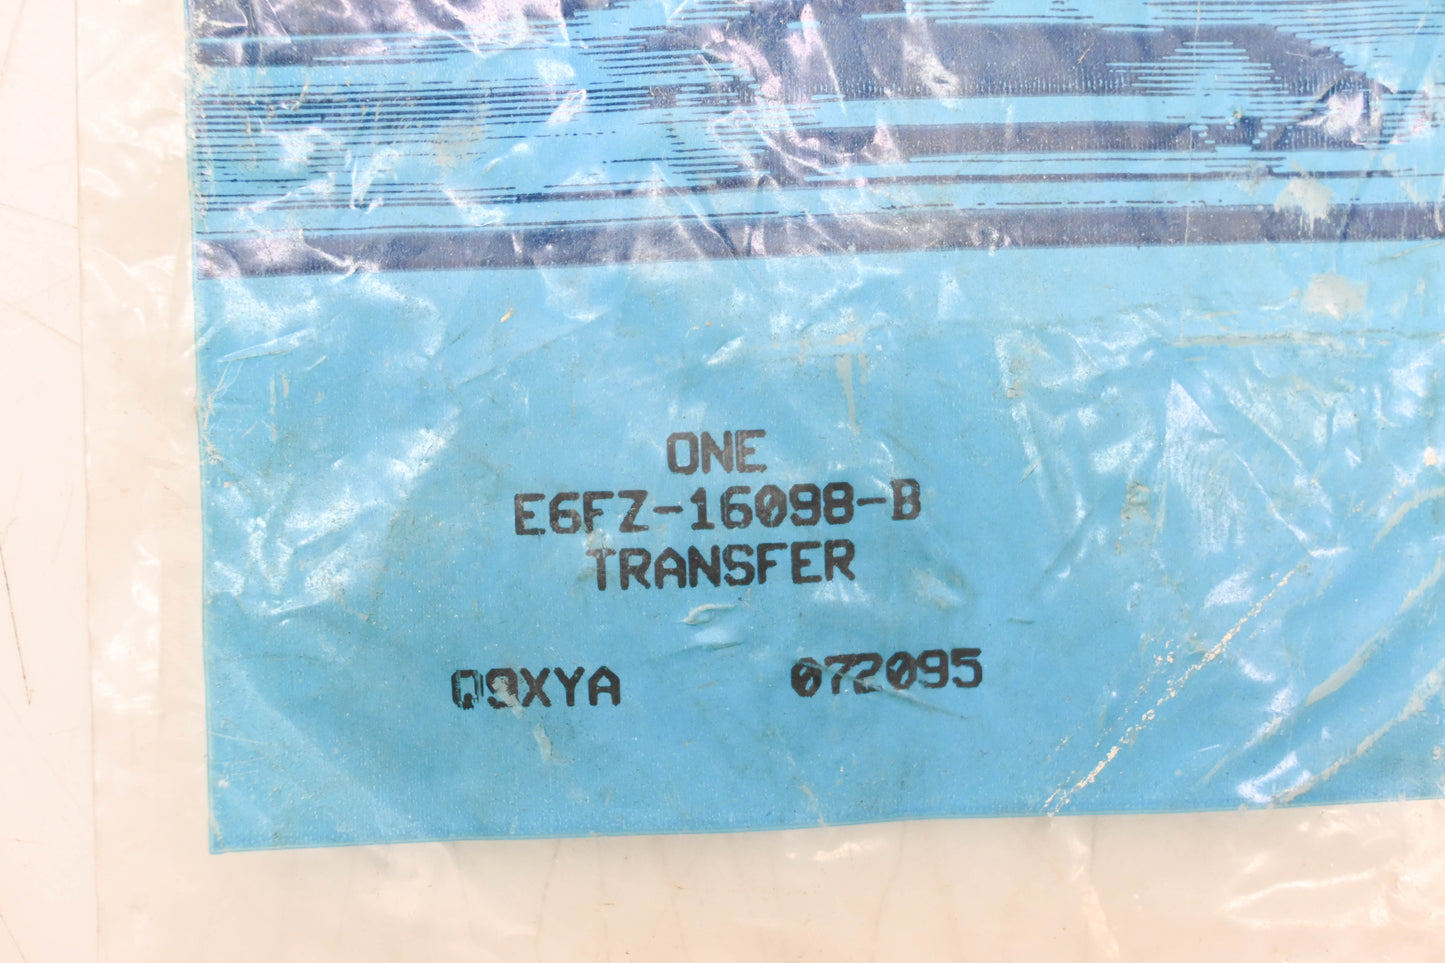 ONE
E6FZ-16098-B
TRANSFER
Q9XYA 072095